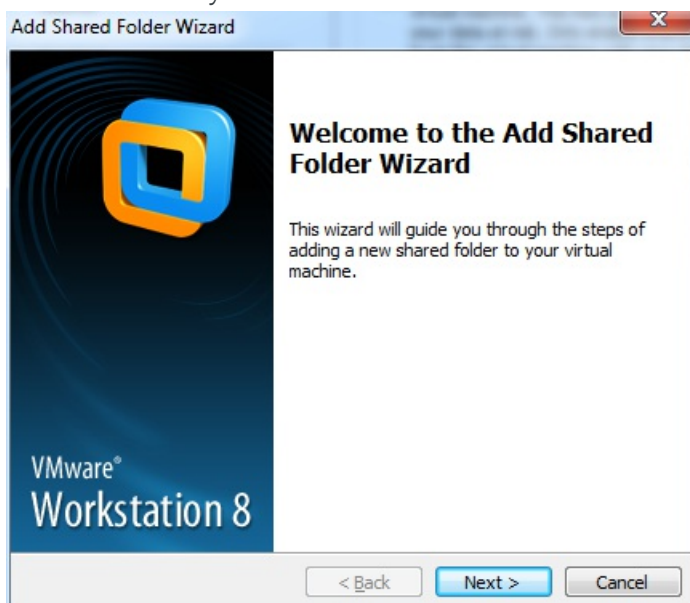 Add Shared Folder Wizard
Welcome to the Add Shared
Folder Wizard
This wizard will guide you through the steps of
adding a new shared folder to your virtual
machine.
VMware®
Workstation 8
< Back
Next >
Cancel